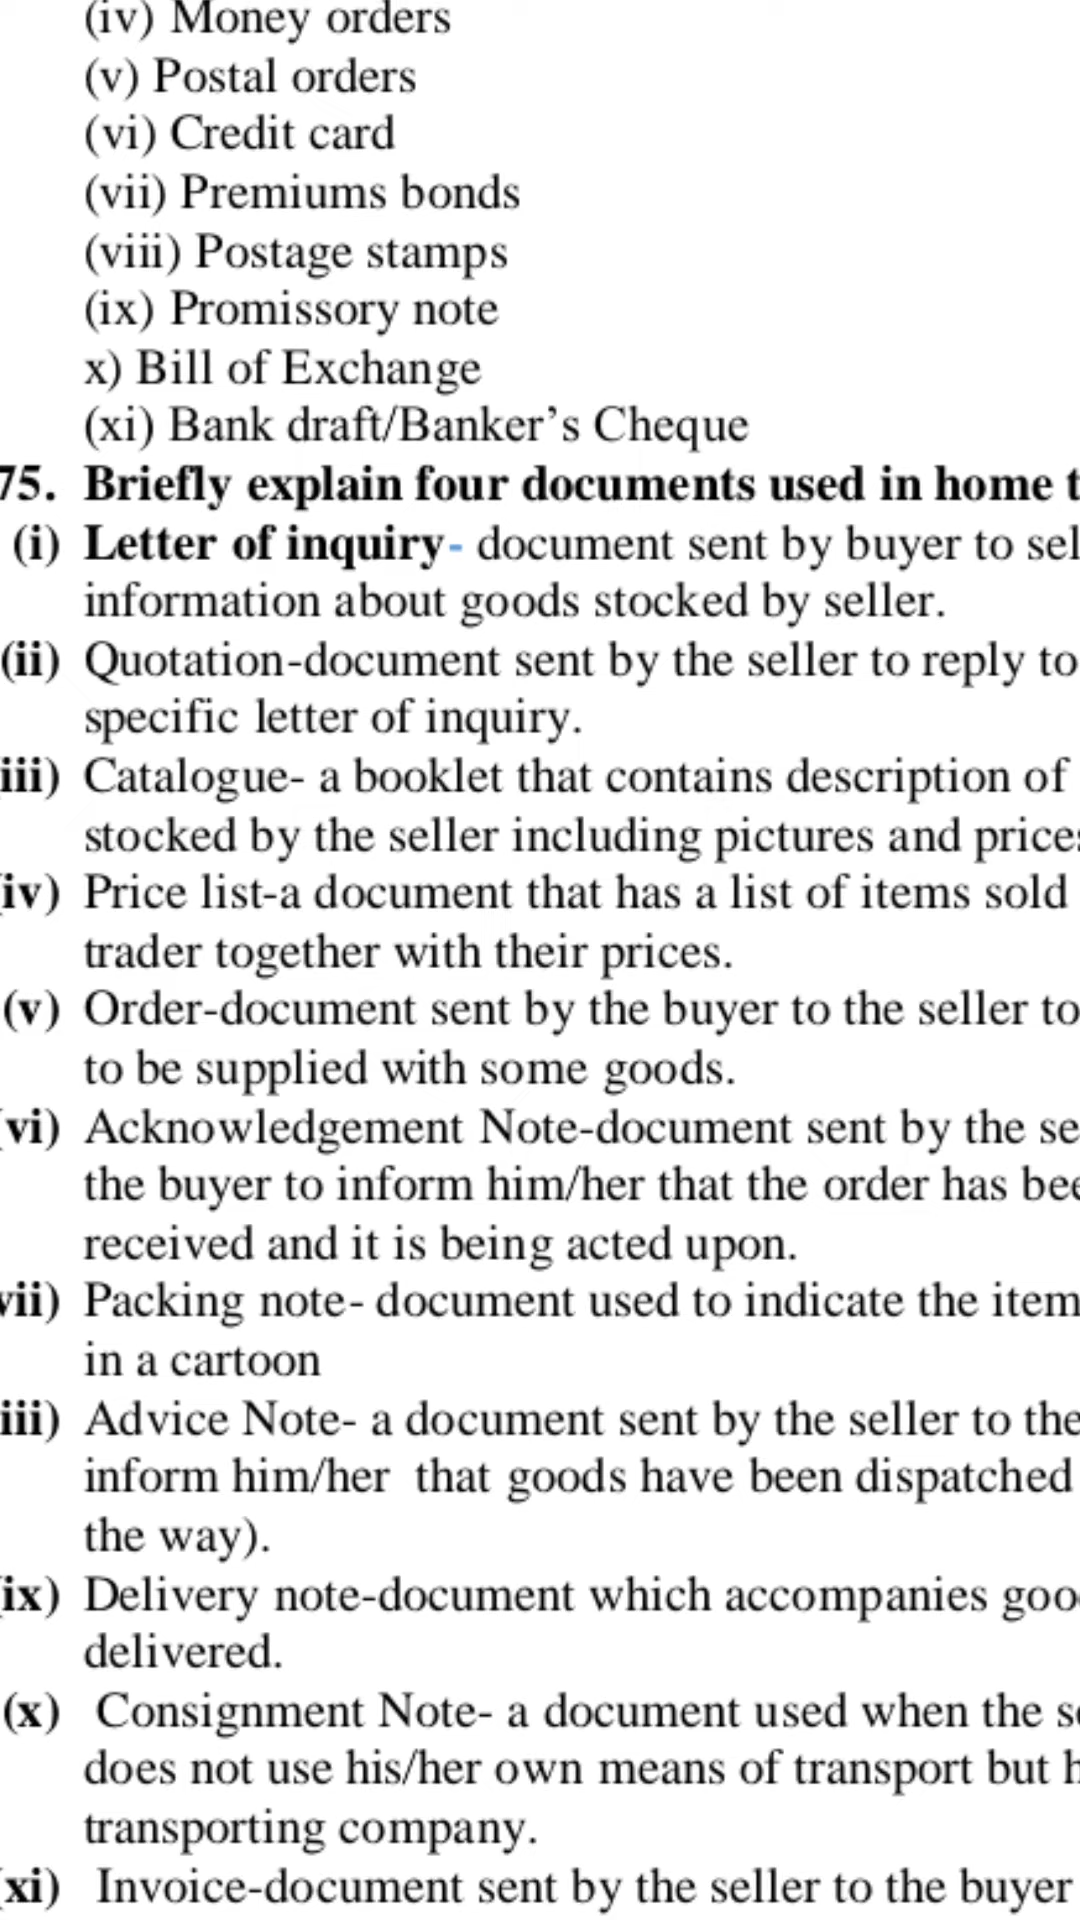 (iv) Money orders
(v) Postal orders
(vi) Credit card
(vii) Premiums bonds
(viii) Postage stamps
(ix) Promissory note
x) Bill of Exchange
(xi) Bank draft/Banker’s Cheque
75. Briefly explain four documents used in home
(i) Letter of inquiry- document sent by buyer to
information about goods stocked by seller.
(ii) Quotation-document sent by the seller to reply to
specific letter of inquiry.
iii) Catalogue- a booklet that contains description of
stocked by the seller including pictures and
iv) Price list-a document that has a list of items sold
trader together with their prices.
(v) Order-document sent by the buyer to the seller to
to be supplied with some goods.
vi) Acknowledgement Note-document sent by the
the buyer to inform him/her that the order has
received and it is being acted upon.
vii) Packing note- document used to indicate the
in a cartoon
iii) Advice Note- a document sent by the seller to the
inform him/her that goods have been dispatched
the way).
ix) Delivery note-document which accompanies
delivered.
(x) Consignment Note- a document used when the
does not use his/her own means of transport but
transporting company.
xi) Invoice-document sent by the seller to the buyer